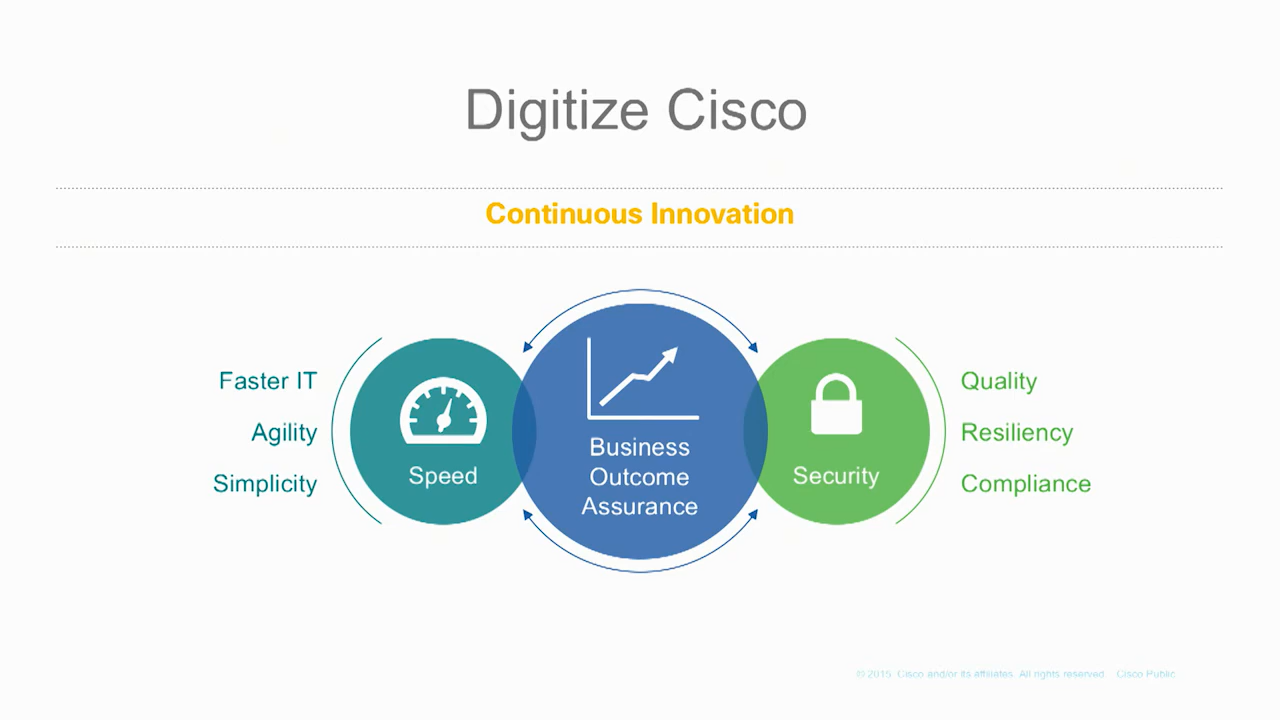 Digitize Cisco
Continuous Innovation
Faster IT
Agility
Simplicity
Speed
Business
Outcome
Assurance
Security
Quality
Resiliency
Compliance
© 2015 Cisco and/or its affiliates. All rights reserved. Cisco Public